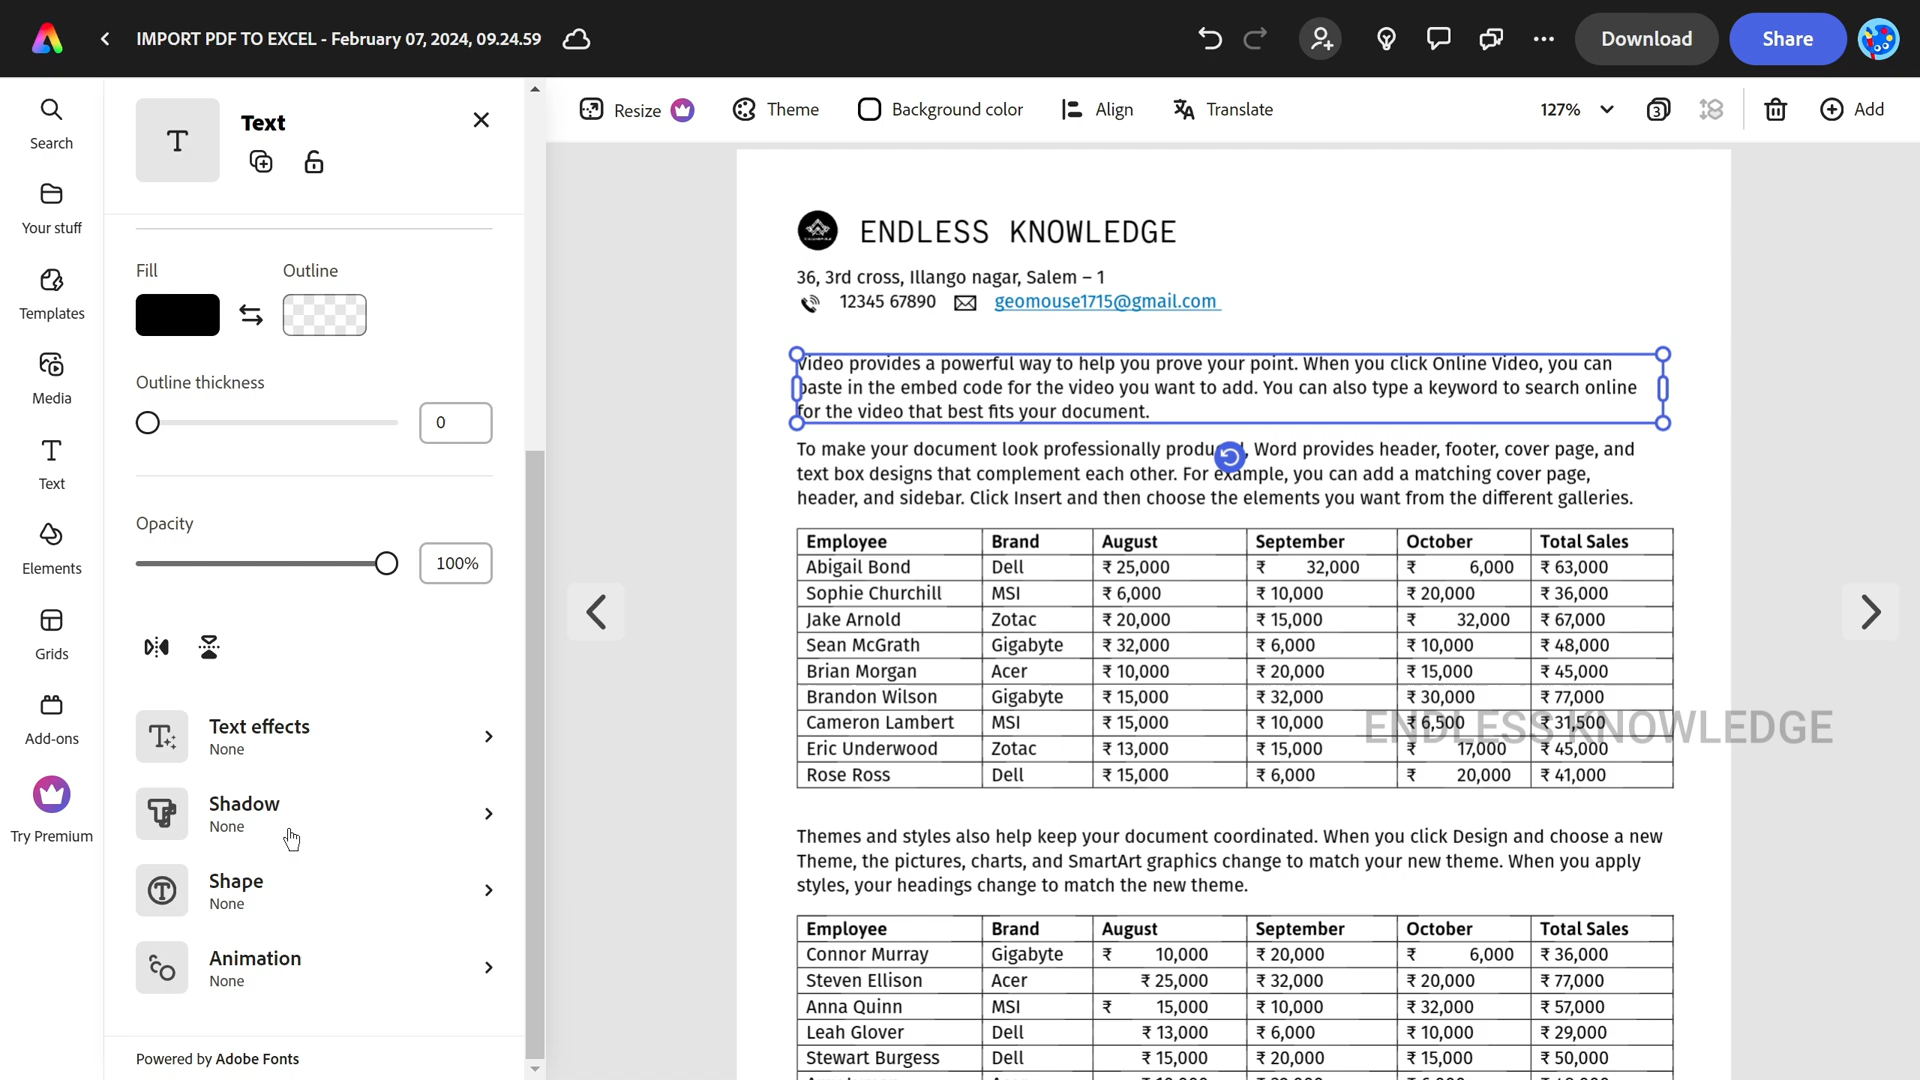 IMPORT PDF TO EXCEL - February 07, 2024, 09.24.59
Download
Share
Search
Your stuff
Templates
Media
Text
Elements
Grids
Add-ons
Try Premium
Text
Fill
Outline
Outline thickness
0
Opacity
100%
Text effects
None
Shadow
None
Shape
None
Animation
None
Powered by Adobe Fonts
Resize
Theme
Background color
Align
Translate
127%
3
Add
ENDLESS KNOWLEDGE
36, 3rd cross, Illango nagar, Salem – 1
12345 67890 geomouse1715@gmail.com
Video provides a powerful way to help you prove your point. When you click Online Video, you can
paste in the embed code for the video you want to add. You can also type a keyword to search online
for the video that best fits your document.
To make your document look professionally produced, Word provides header, footer, cover page, and
text box designs that complement each other. For example, you can add a matching cover page,
header, and sidebar. Click Insert and then choose the elements you want from the different galleries.
Employee Brand August September October Total Sales
Abigail Bond Dell ₹ 25,000 ₹ 32,000 ₹ 6,000 ₹ 63,000
Sophie Churchill MSI ₹ 6,000 ₹ 10,000 ₹ 20,000 ₹ 36,000
Jake Arnold Zotac ₹ 20,000 ₹ 15,000 ₹ 32,000 ₹ 67,000
Sean McGrath Gigabyte ₹ 32,000 ₹ 6,000 ₹ 10,000 ₹ 48,000
Brian Morgan Acer ₹ 10,000 ₹ 20,000 ₹ 15,000 ₹ 45,000
Brandon Wilson Gigabyte ₹ 15,000 ₹ 32,000 ₹ 30,000 ₹ 77,000
Cameron Lambert MSI ₹ 15,000 ₹ 10,000 ₹ 6,500 ₹ 31,500
ENDLESS KNOWLEDGE
Eric Underwood Zotac ₹ 13,000 ₹ 15,000 ₹ 17,000 ₹ 45,000
Rose Ross Dell ₹ 15,000 ₹ 6,000 ₹ 20,000 ₹ 41,000
Themes and styles also help keep your document coordinated. When you click Design and choose a new
Theme, the pictures, charts, and SmartArt graphics change to match your new theme. When you apply
styles, your headings change to match the new theme.
Employee Brand August September October Total Sales
Connor Murray Gigabyte ₹ 10,000 ₹ 20,000 ₹ 6,000 ₹ 36,000
Steven Ellison Acer ₹ 25,000 ₹ 32,000 ₹ 20,000 ₹ 77,000
Anna Quinn MSI ₹ 15,000 ₹ 10,000 ₹ 32,000 ₹ 57,000
Leah Glover Dell ₹ 13,000 ₹ 6,000 ₹ 10,000 ₹ 29,000
Stewart Burgess Dell ₹ 15,000 ₹ 20,000 ₹ 15,000 ₹ 50,000